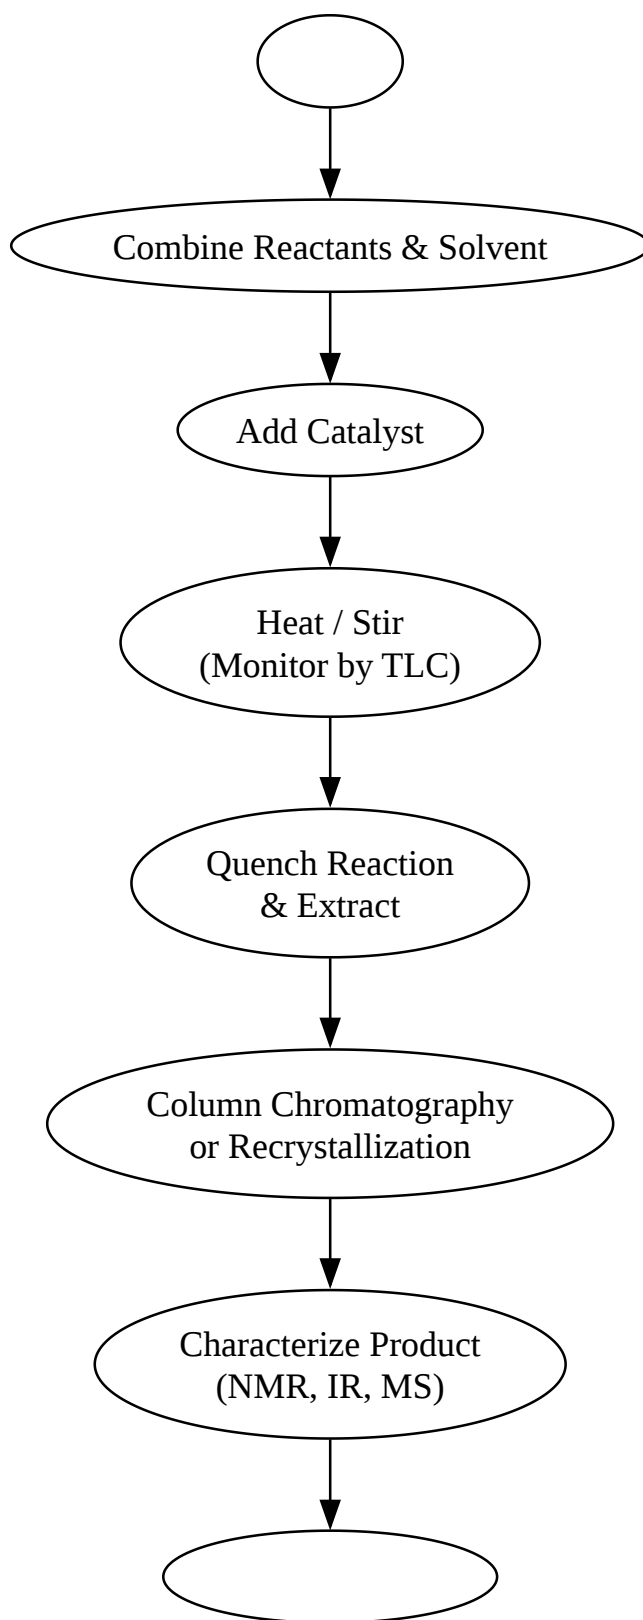 Combine Reactants & Solvent
Add Catalyst
Heat / Stir
(Monitor by TLC)
Quench Reaction
& Extract
Column Chromatography
or Recrystallization
Characterize Product
(NMR, IR, MS)